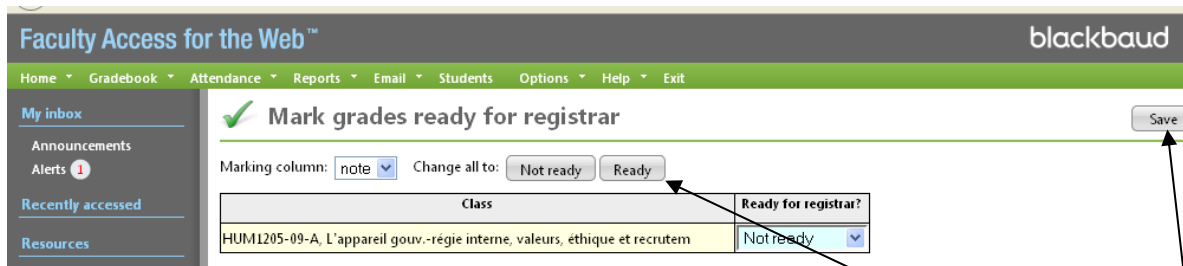 Faculty Access for the Web™
blackbaud
Home Gradebook Attendance Reports Email Students Options Help Exit
My inbox
Announcements
Alerts 1
Recently accessed
Resources
Mark grades ready for registrar
Save
Marking column: note Change all to: Not ready Ready
Class Ready for registrar?
HUM1205-09-A, L'appareil gouv.-régie interne, valeurs, éthique et recrutem Not ready